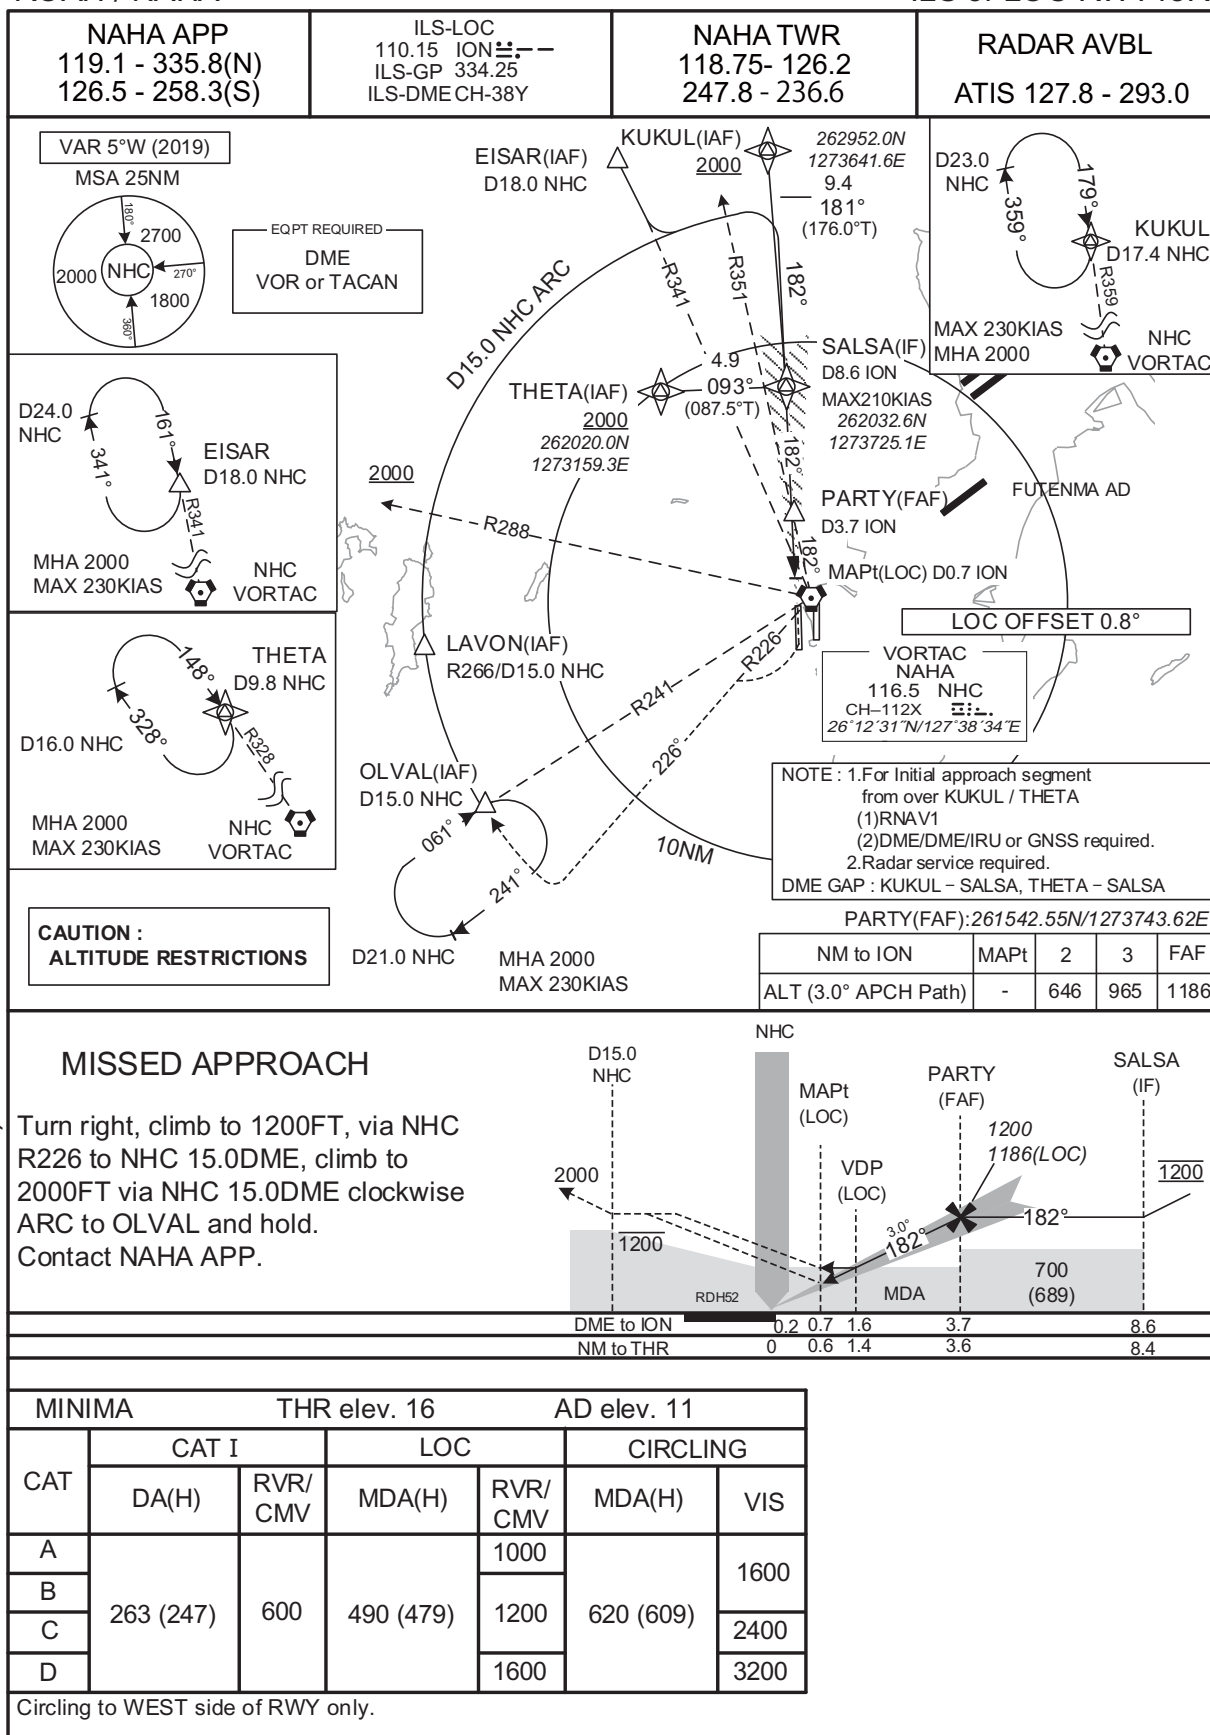 NAHA APP
119.1 - 335.8(N)
126.5 - 258.3(S)
ILS-LOC
110.15 ION
ILS-GP 334.25
ILS-DME CH-38Y
NAHA TWR
118.75- 126.2
247.8 - 236.6
RADAR AVBL
ATIS 127.8 - 293.0
VAR 5°W (2019)
MSA 25NM
180°
2700
2000
NHC
270°
1800
360°
EQPT REQUIRED
DME
VOR or TACAN
EISAR(IAF)
D18.0 NHC
KUKUL(IAF)
2000
262952.0N
1273641.6E
9.4
181°
(176.0°T)
182°
D15.0 NHC ARC
R341
R351
D23.0
NHC
179°
359°
KUKUL
D17.4 NHC
R359
MAX 230KIAS
MHA 2000
NHC
VORTAC
SALSA(IF)
D8.6 ION
MAX210KIAS
262032.6N
1273725.1E
4.9
093°
(087.5°T)
THETA(IAF)
2000
262020.0N
1273159.3E
182°
D24.0
NHC
161°
341°
EISAR
D18.0 NHC
R341
MHA 2000
MAX 230KIAS
NHC
VORTAC
2000
R288
PARTY(FAF)
D3.7 ION
FUTENMA AD
182°
MAPt(LOC) D0.7 ION
LOC OFFSET 0.8°
THETA
D9.8 NHC
148°
328°
D16.0 NHC
R328
MHA 2000
MAX 230KIAS
NHC
VORTAC
LAVON(IAF)
R266/D15.0 NHC
R226
R241
226°
VORTAC
NAHA
116.5 NHC
CH–112X
26°12´31˝N/127°38´34˝E
OLVAL(IAF)
D15.0 NHC
061°
241°
D21.0 NHC
MHA 2000
MAX 230KIAS
10NM
NOTE : 1.For Initial approach segment
from over KUKUL / THETA
(1)RNAV1
(2)DME/DME/IRU or GNSS required.
2.Radar service required.
DME GAP : KUKUL – SALSA, THETA – SALSA
CAUTION :
ALTITUDE RESTRICTIONS
PARTY(FAF):261542.55N/1273743.62E
NM to ION MAPt 2 3 FAF
ALT (3.0° APCH Path) - 646 965 1186
MISSED APPROACH
Turn right, climb to 1200FT, via NHC
R226 to NHC 15.0DME, climb to
2000FT via NHC 15.0DME clockwise
ARC to OLVAL and hold.
Contact NAHA APP.
NHC
D15.0
NHC
MAPt
(LOC)
PARTY
(FAF)
SALSA
(IF)
VDP
(LOC)
1200
1186(LOC)
1200
2000
1200
3.0°
182°
182°
700
(689)
MDA
RDH52
DME to ION 0.2 0.7 1.6 3.7 8.6
NM to THR 0 0.6 1.4 3.6 8.4
MINIMA THR elev. 16 AD elev. 11
CAT CAT I LOC CIRCLING
DA(H) RVR/CMV MDA(H) RVR/CMV MDA(H) VIS
A 1000
B 1600
263 (247) 600 490 (479) 1200 620 (609)
C 2400
D 1600 3200
Circling to WEST side of RWY only.